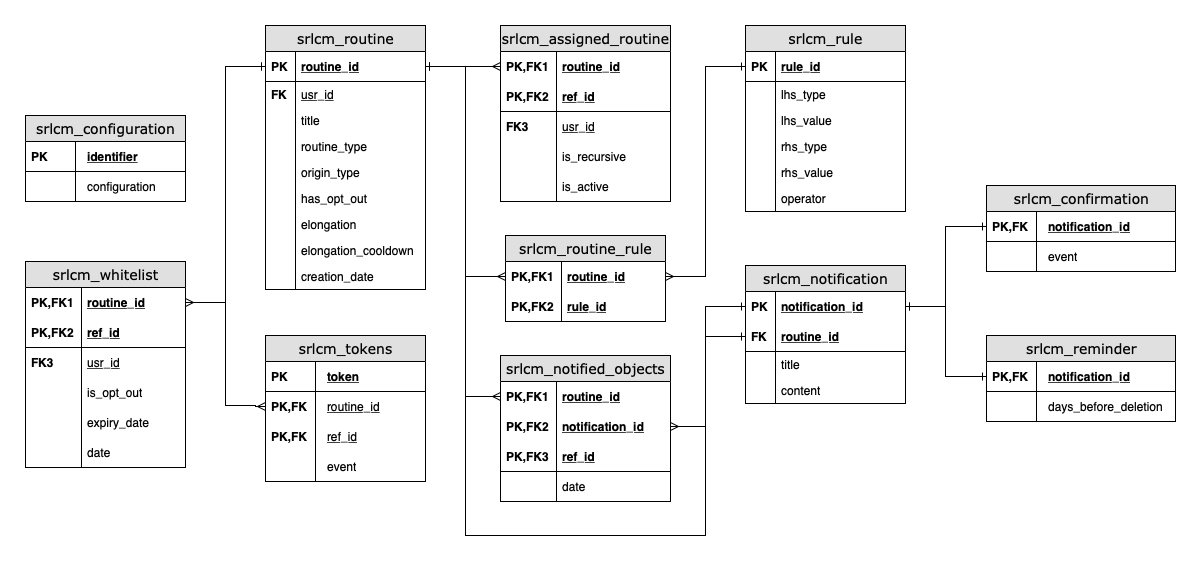 srlcm_routine
PK routine_id
FK usr_id
title
routine_type
origin_type
has_opt_out
elongation
elongation_cooldown
creation_date
srlcm_assigned_routine
PK,FK1 routine_id
PK,FK2 ref_id
FK3 usr_id
is_recursive
is_active
srlcm_rule
PK rule_id
lhs_type
lhs_value
rhs_type
rhs_value
operator
srlcm_configuration
PK identifier
configuration
srlcm_confirmation
PK,FK notification_id
event
srlcm_whitelist
PK,FK1 routine_id
PK,FK2 ref_id
FK3 usr_id
is_opt_out
expiry_date
date
srlcm_routine_rule
PK,FK1 routine_id
PK,FK2 rule_id
srlcm_notification
PK notification_id
FK routine_id
title
content
srlcm_tokens
PK token
PK,FK routine_id
PK,FK ref_id
event
srlcm_notified_objects
PK,FK1 routine_id
PK,FK2 notification_id
PK,FK3 ref_id
date
srlcm_reminder
PK,FK notification_id
days_before_deletion